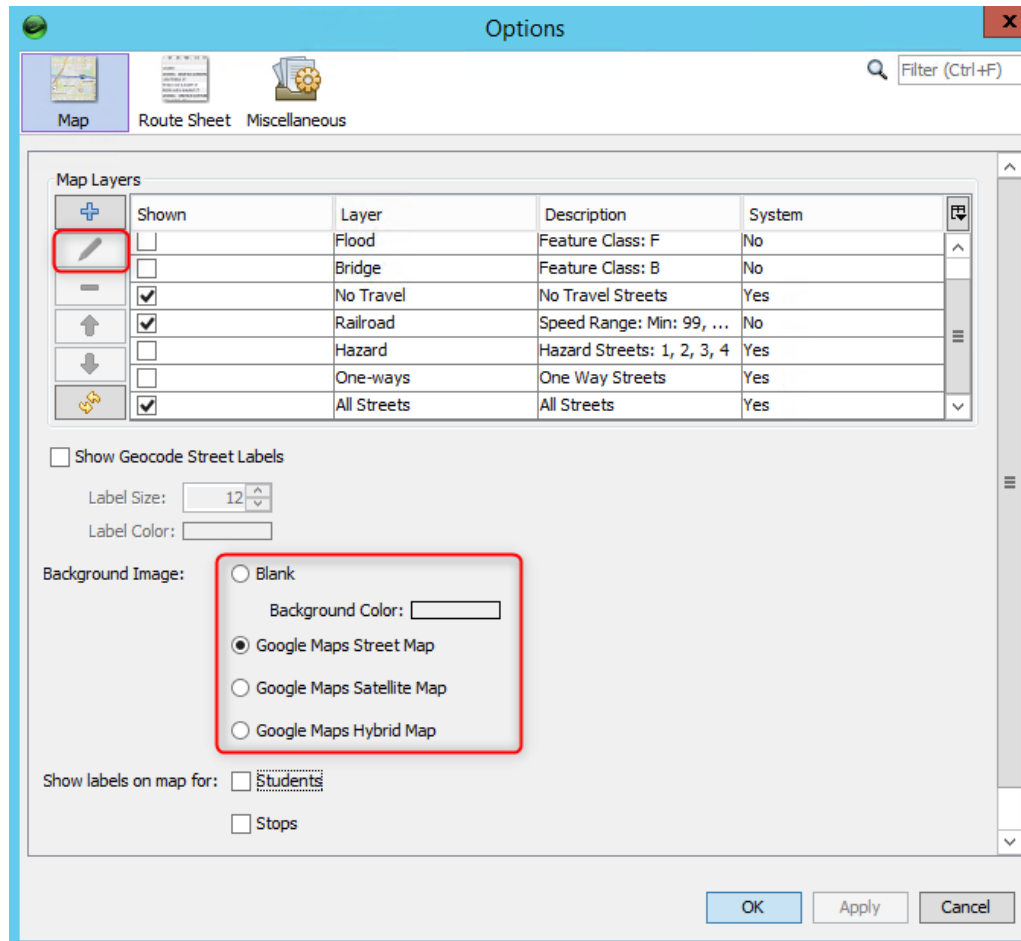 Options
X
Map
Route Sheet
Miscellaneous
Filter (Ctrl+F)
Map Layers
Shown Layer Description System
Flood Feature Class: F No
Bridge Feature Class: B No
No Travel No Travel Streets Yes
Railroad Speed Range: Min: 99, ... No
Hazard Hazard Streets: 1, 2, 3, 4 Yes
One-ways One Way Streets Yes
All Streets All Streets Yes
Show Geocode Street Labels
Label Size: 12
Label Color:
Background Image: Blank
Background Color:
Google Maps Street Map
Google Maps Satellite Map
Google Maps Hybrid Map
Show labels on map for: Students
Stops
OK Apply Cancel